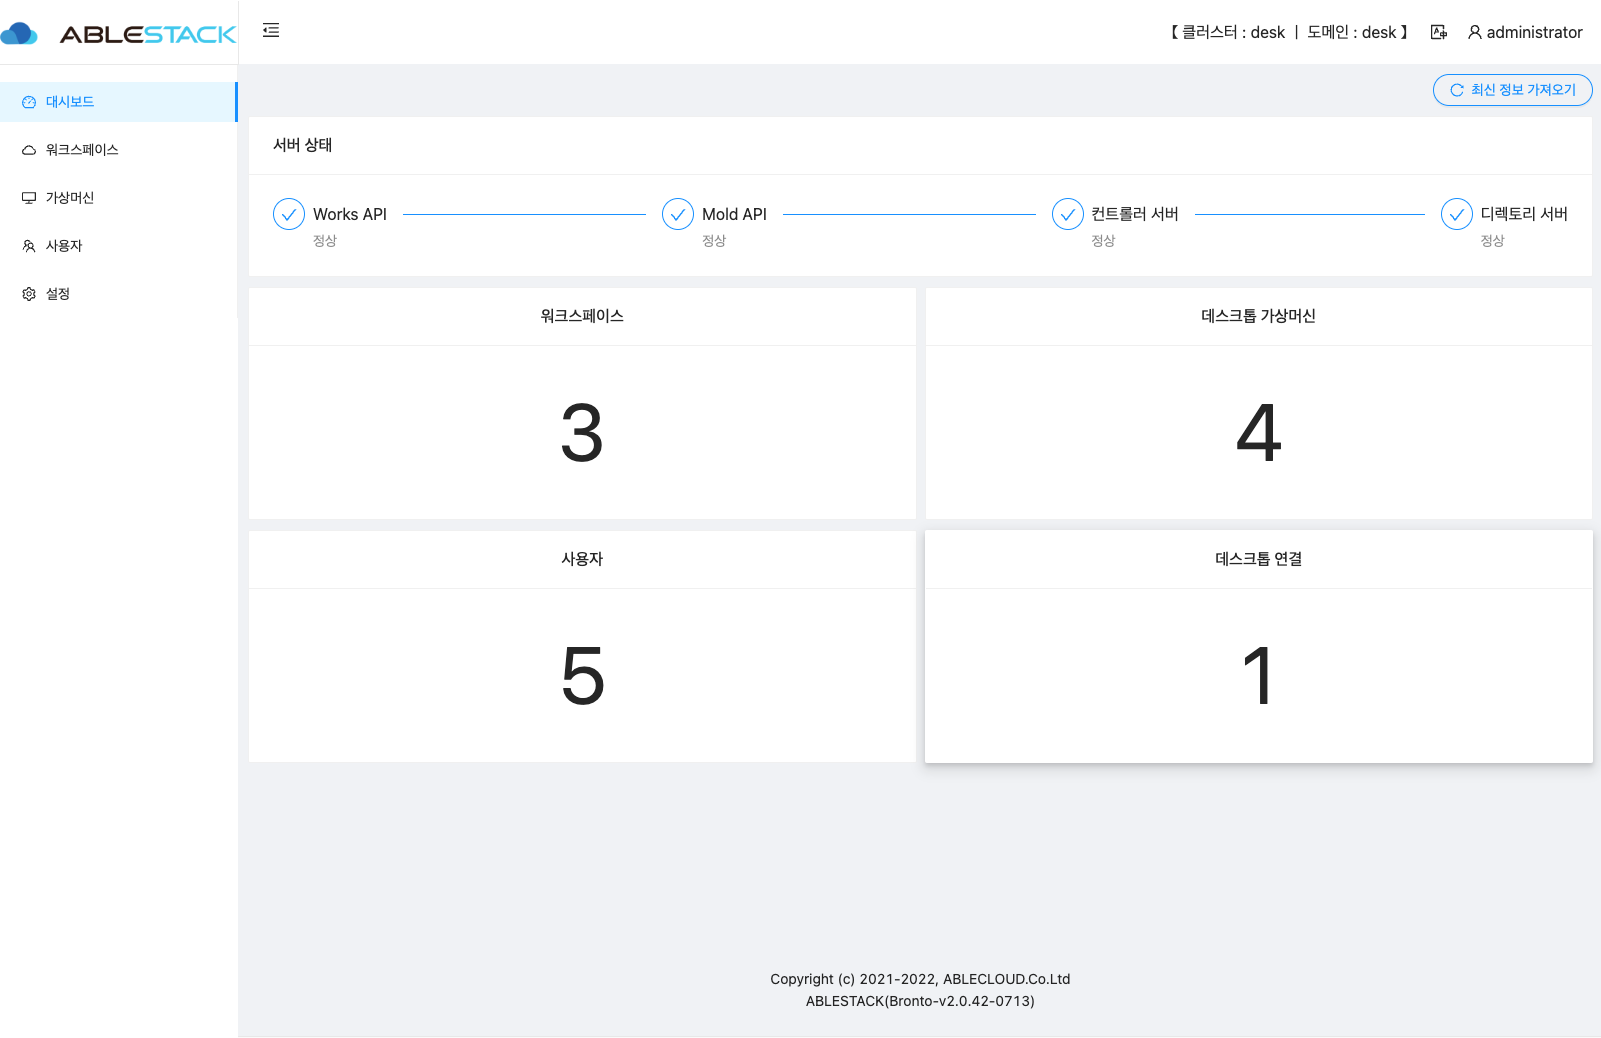 ABLESTACK
【 클러스터 : desk | 도메인 : desk 】
administrator
최신 정보 가져오기
대시보드
워크스페이스
가상머신
사용자
설정
서버 상태
Works API
정상
Mold API
정상
컨트롤러 서버
정상
디렉토리 서버
정상
워크스페이스
3
데스크톱 가상머신
4
사용자
5
데스크톱 연결
1
Copyright (c) 2021-2022, ABLECLOUD.Co.Ltd
ABLESTACK(Bronto-v2.0.42-0713)